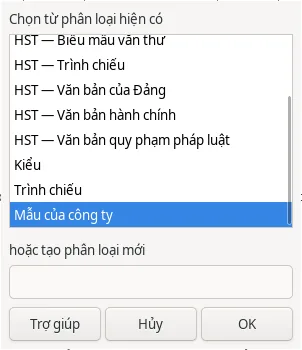 Chọn từ phân loại hiện có
HST — Biểu mẫu văn thư
HST — Trình chiếu
HST — Văn bản của Đảng
HST — Văn bản hành chính
HST — Văn bản quy phạm pháp luật
Kiểu
Trình chiếu
Mẫu của công ty
hoặc tạo phân loại mới
Trợ giúp
Hủy
OK